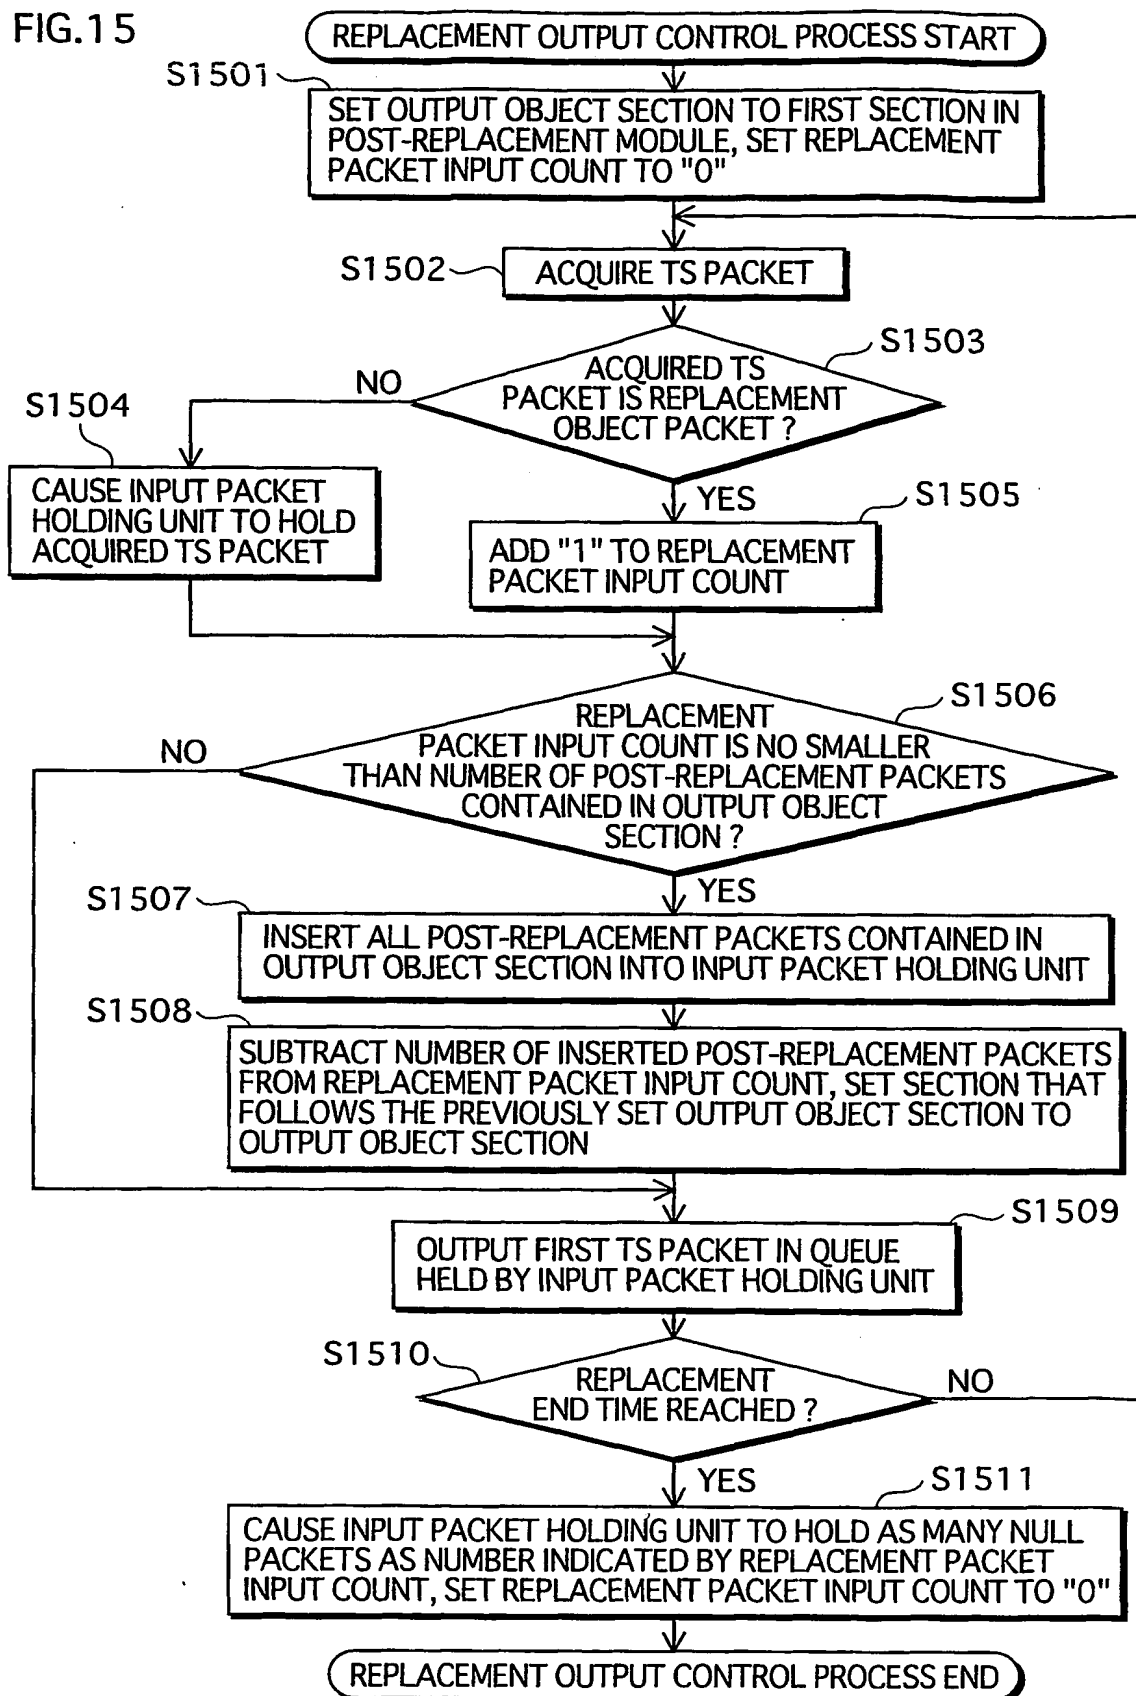 FIG.15
REPLACEMENT OUTPUT CONTROL PROCESS START
S1501
SET OUTPUT OBJECT SECTION TO FIRST SECTION IN
POST-REPLACEMENT MODULE, SET REPLACEMENT
PACKET INPUT COUNT TO "0"
S1502
ACQUIRE TS PACKET
S1503
ACQUIRED TS
PACKET IS REPLACEMENT
OBJECT PACKET ?
NO
S1504
CAUSE INPUT PACKET
HOLDING UNIT TO HOLD
ACQUIRED TS PACKET
YES
S1505
ADD "1" TO REPLACEMENT
PACKET INPUT COUNT
S1506
REPLACEMENT
PACKET INPUT COUNT IS NO SMALLER
THAN NUMBER OF POST-REPLACEMENT PACKETS
CONTAINED IN OUTPUT OBJECT
SECTION ?
NO
YES
S1507
INSERT ALL POST-REPLACEMENT PACKETS CONTAINED IN
OUTPUT OBJECT SECTION INTO INPUT PACKET HOLDING UNIT
S1508
SUBTRACT NUMBER OF INSERTED POST-REPLACEMENT PACKETS
FROM REPLACEMENT PACKET INPUT COUNT, SET SECTION THAT
FOLLOWS THE PREVIOUSLY SET OUTPUT OBJECT SECTION TO
OUTPUT OBJECT SECTION
S1509
OUTPUT FIRST TS PACKET IN QUEUE
HELD BY INPUT PACKET HOLDING UNIT
S1510
REPLACEMENT
END TIME REACHED ?
NO
YES
S1511
CAUSE INPUT PACKET HOLDING UNIT TO HOLD AS MANY NULL
PACKETS AS NUMBER INDICATED BY REPLACEMENT PACKET
INPUT COUNT, SET REPLACEMENT PACKET INPUT COUNT TO "0"
REPLACEMENT OUTPUT CONTROL PROCESS END